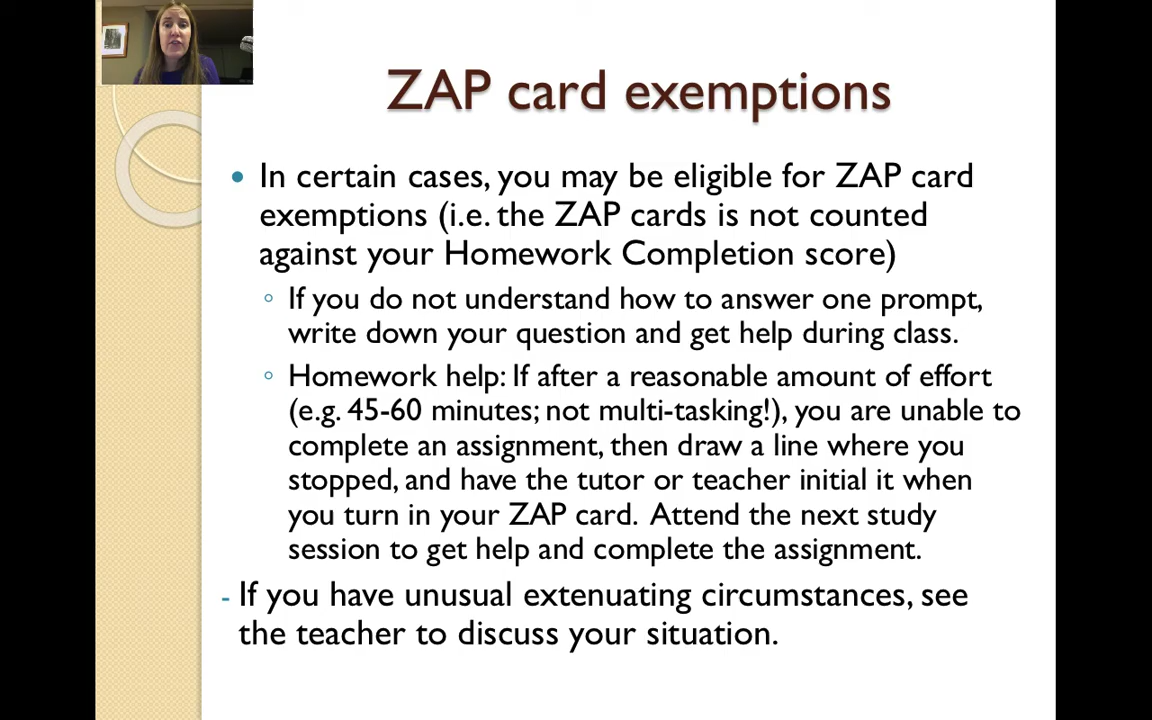 ZAP card exemptions
• In certain cases, you may be eligible for ZAP card
exemptions (i.e. the ZAP cards is not counted
against your Homework Completion score)
◦ If you do not understand how to answer one prompt,
write down your question and get help during class.
◦ Homework help: If after a reasonable amount of effort
(e.g. 45-60 minutes; not multi-tasking!), you are unable to
complete an assignment, then draw a line where you
stopped, and have the tutor or teacher initial it when
you turn in your ZAP card.  Attend the next study
session to get help and complete the assignment.
- If you have unusual extenuating circumstances, see
the teacher to discuss your situation.